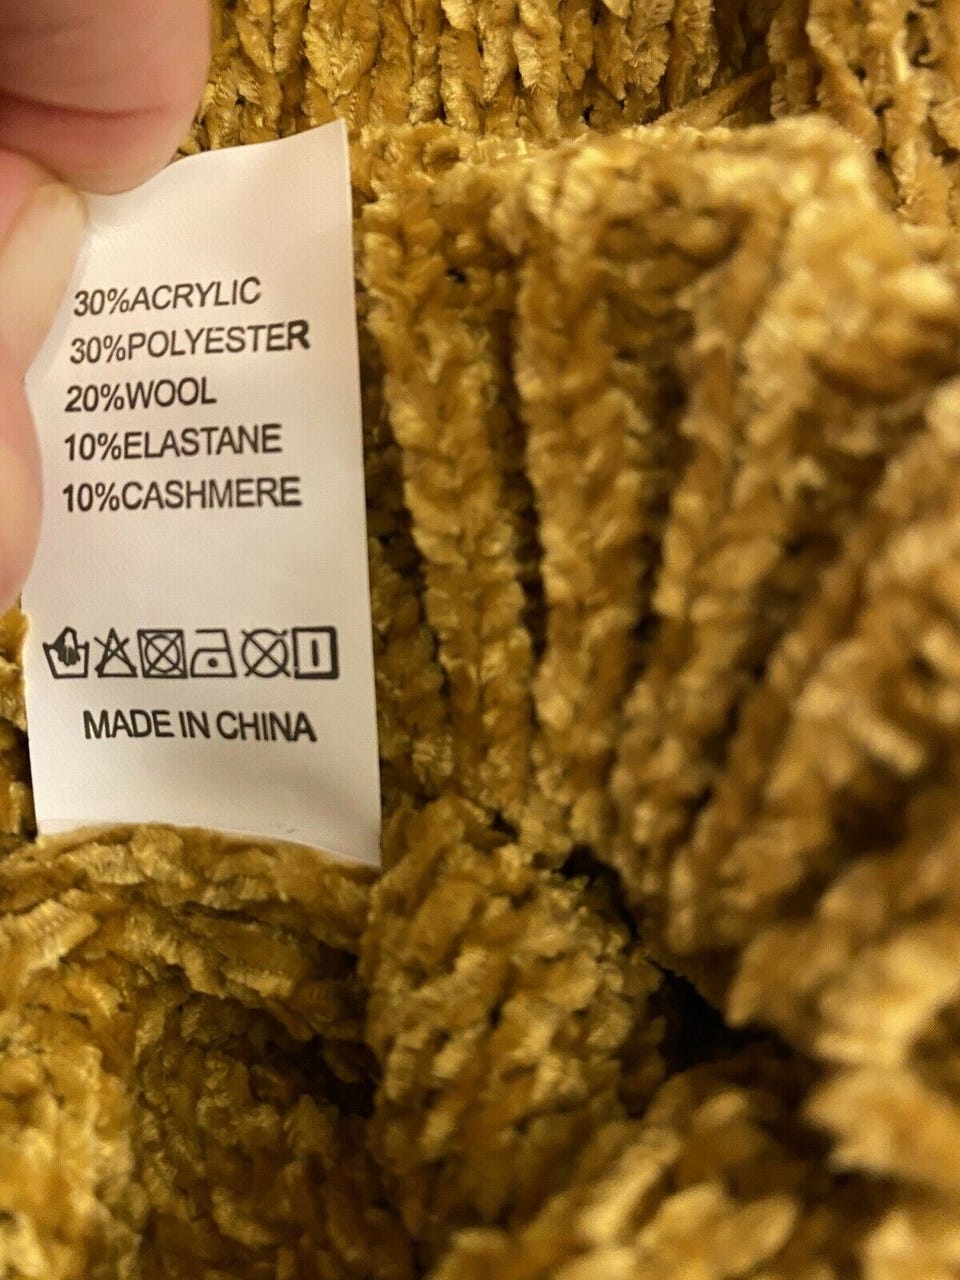 30%ACRYLIC
30%POLYESTER
20%WOOL
10%ELASTANE
10%CASHMERE
MADE IN CHINA